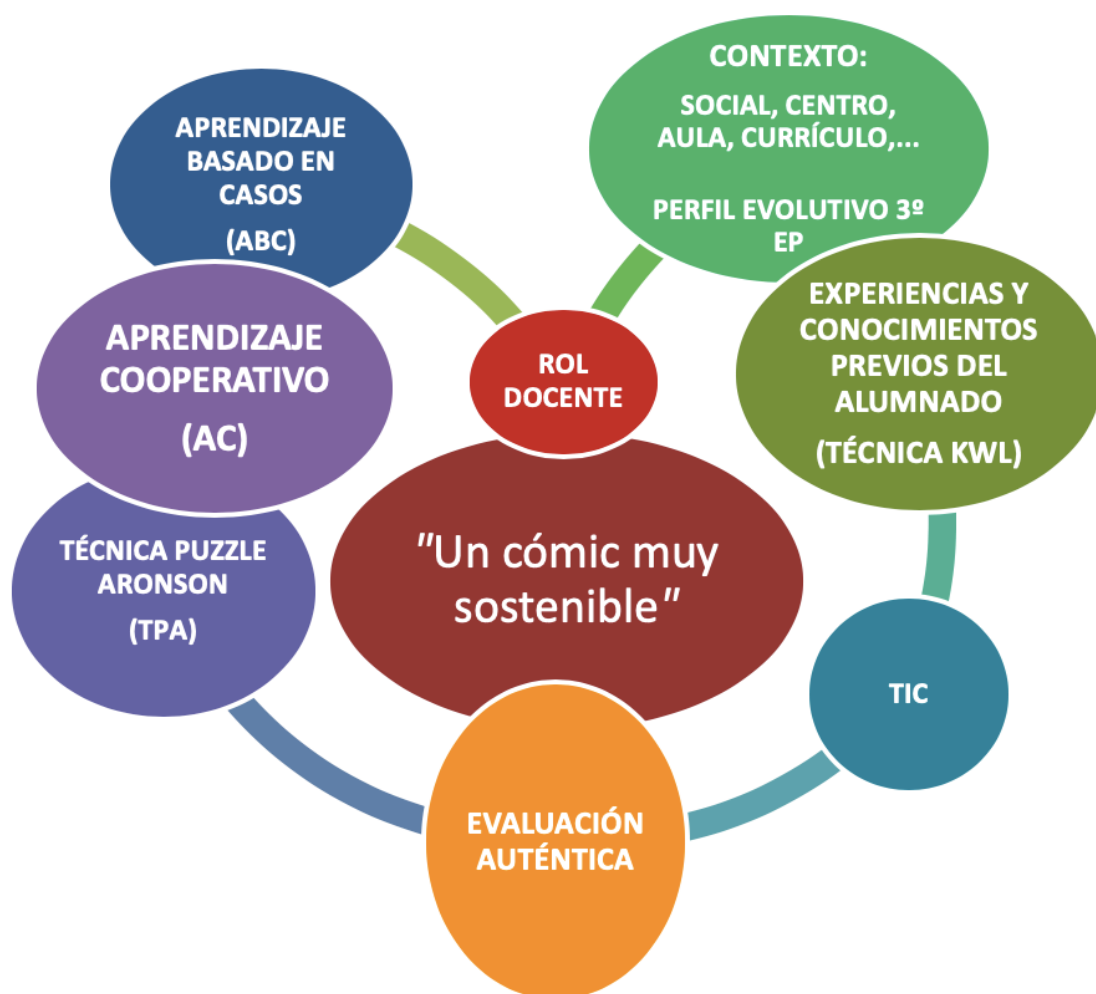 APRENDIZAJE
BASADO EN
CASOS
(ABC)
CONTEXTO:
SOCIAL, CENTRO,
AULA, CURRÍCULO,...
PERFIL EVOLUTIVO 3º
EP
APRENDIZAJE
COOPERATIVO
(AC)
ROL
DOCENTE
EXPERIENCIAS Y
CONOCIMIENTOS
PREVIOS DEL
ALUMNADO
(TÉCNICA KWL)
TÉCNICA PUZZLE
ARONSON
(TPA)
"Un cómic muy
sostenible"
TIC
EVALUACIÓN
AUTÉNTICA